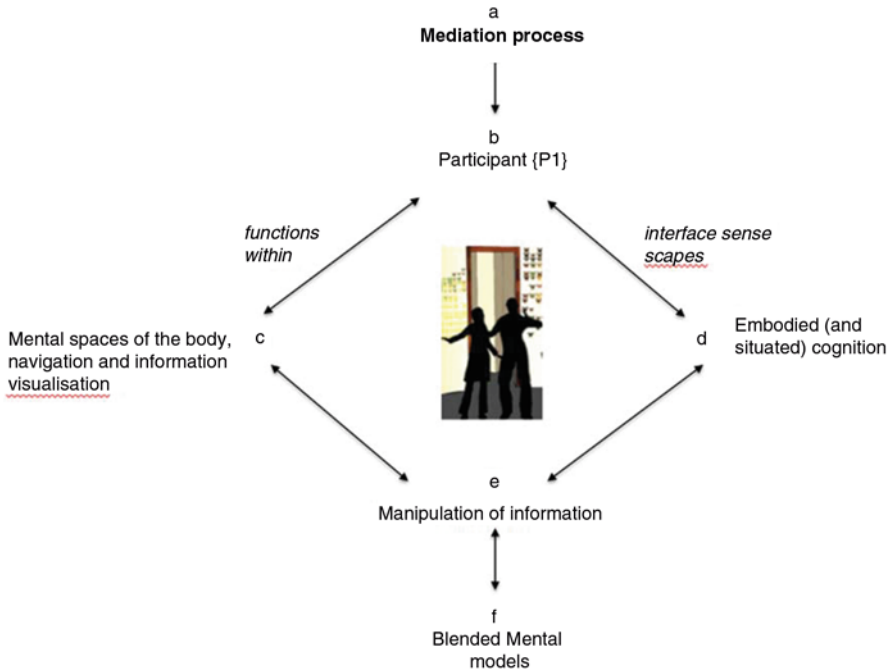 a
Mediation process
b
Participant {P1}
functions
within
interface sense
scapes
Mental spaces of the body,
navigation and information
visualisation
c
d
Embodied (and
situated) cognition
e
Manipulation of information
f
Blended Mental
models